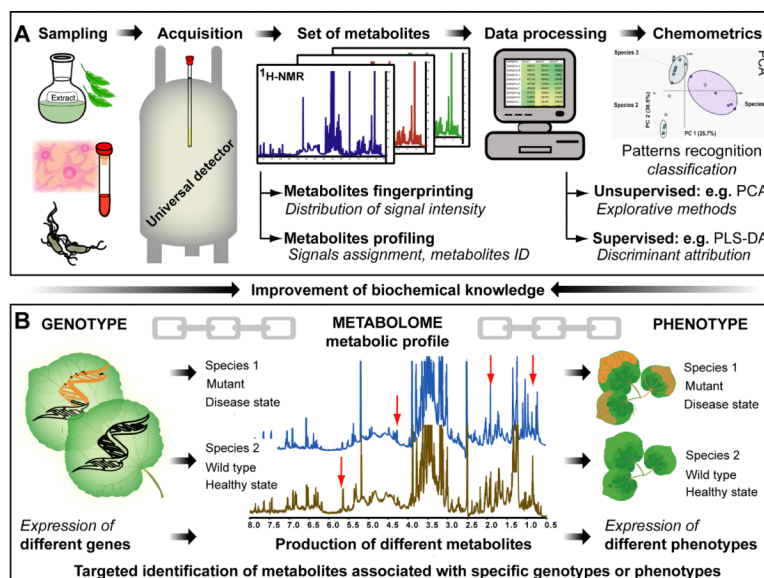 A
Sampling
Acquisition
Set of metabolites
Data processing
Chemometrics
Extract
Universal detector
¹H-NMR
Species 3
Species 2
Species
PC 2 (36.5%)
PC 1 (25.7%)
PCA
Patterns recognition
classification
Metabolites fingerprinting
Distribution of signal intensity
Metabolites profiling
Signals assignment, metabolites ID
Unsupervised: e.g. PCA
Explorative methods
Supervised: e.g. PLS-DA
Discriminant attribution
Improvement of biochemical knowledge
B
GENOTYPE
METABOLOME
metabolic profile
PHENOTYPE
Species 1
Mutant
Disease state
Species 2
Wild type
Healthy state
Species 1
Mutant
Disease state
Species 2
Wild type
Healthy state
8.0 7.5 7.0 6.5 6.0 5.5 5.0 4.5 4.0 3.5 3.0 2.5 2.0 1.5 1.0 0.5
Expression of
different genes
Production of different metabolites
Expression of
different phenotypes
Targeted identification of metabolites associated with specific genotypes or phenotypes